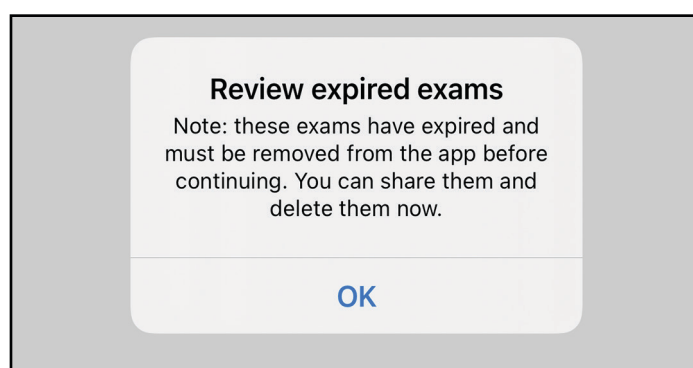 Review expired exams
Note: these exams have expired and
must be removed from the app before
continuing. You can share them and
delete them now.
OK